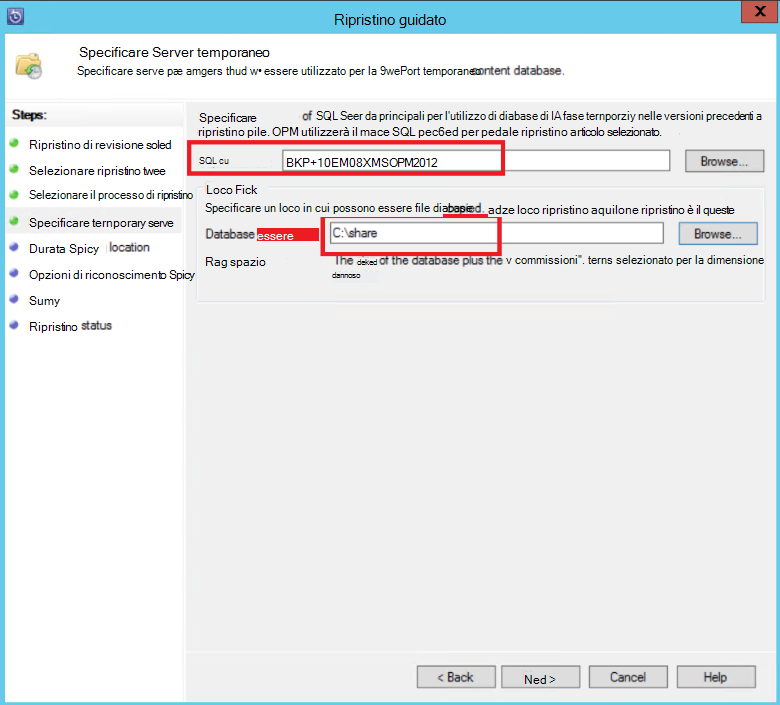 Ripristino guidato
X
Specificare Server temporaneo
Specificare serve pæ amgers thud w• essere utilizzato per la 9wePort temporaneo content database.
Steps:
Ripristino di revisione soled
Selezionare ripristino twee
Selezionare il processo di ripristino
Specificare ternporary serve
Durata Spicy location
Opzioni di riconoscimento Spicy
Sumy
Ripristino status
Specificare of SQL Seer da principali per l'utilizzo di diabase di IA fase ternporziy nelle versioni precedenti a
ripristino pile. OPM utilizzerà il mace SQL pec6ed per pedale ripristino articolo selezionato.
SQL cu BKP+10EM08XMSOPM2012 Browse...
Loco Fick
Specificare un loco in cui possono essere file di adze loco ripristino aquilone ripristino è il queste
Database essere C:\share Browse...
Rag spazio The deked of the database plus the v commissioni". terns selezionato per la dimensione
dannoso
< Back Ned > Cancel Help